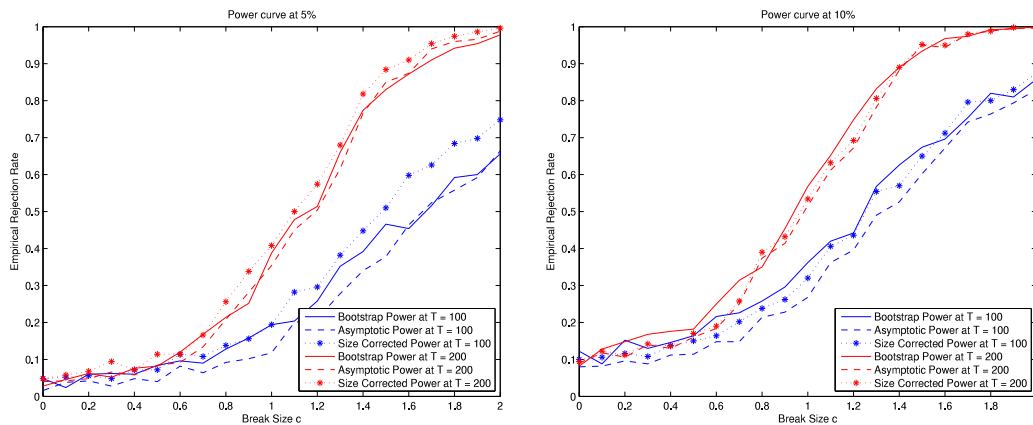 Power curve at 5%
1
0.9
0.8
0.7
0.6
0.5
0.4
0.3
0.2
0.1
0
Empirical Rejection Rate
0 0.2 0.4 0.6 0.8 1 1.2 1.4 1.6 1.8 2
Break Size c
Bootstrap Power at T = 100
Asymptotic Power at T = 100
Size Corrected Power at T = 100
Bootstrap Power at T = 200
Asymptotic Power at T = 200
Size Corrected Power at T = 200
Power curve at 10%
1
0.9
0.8
0.7
0.6
0.5
0.4
0.3
0.2
0.1
0
Empirical Rejection Rate
0 0.2 0.4 0.6 0.8 1 1.2 1.4 1.6 1.8
Break Size c
Bootstrap Power at T = 100
Asymptotic Power at T = 100
Size Corrected Power at T = 100
Bootstrap Power at T = 200
Asymptotic Power at T = 200
Size Corrected Power at T = 200